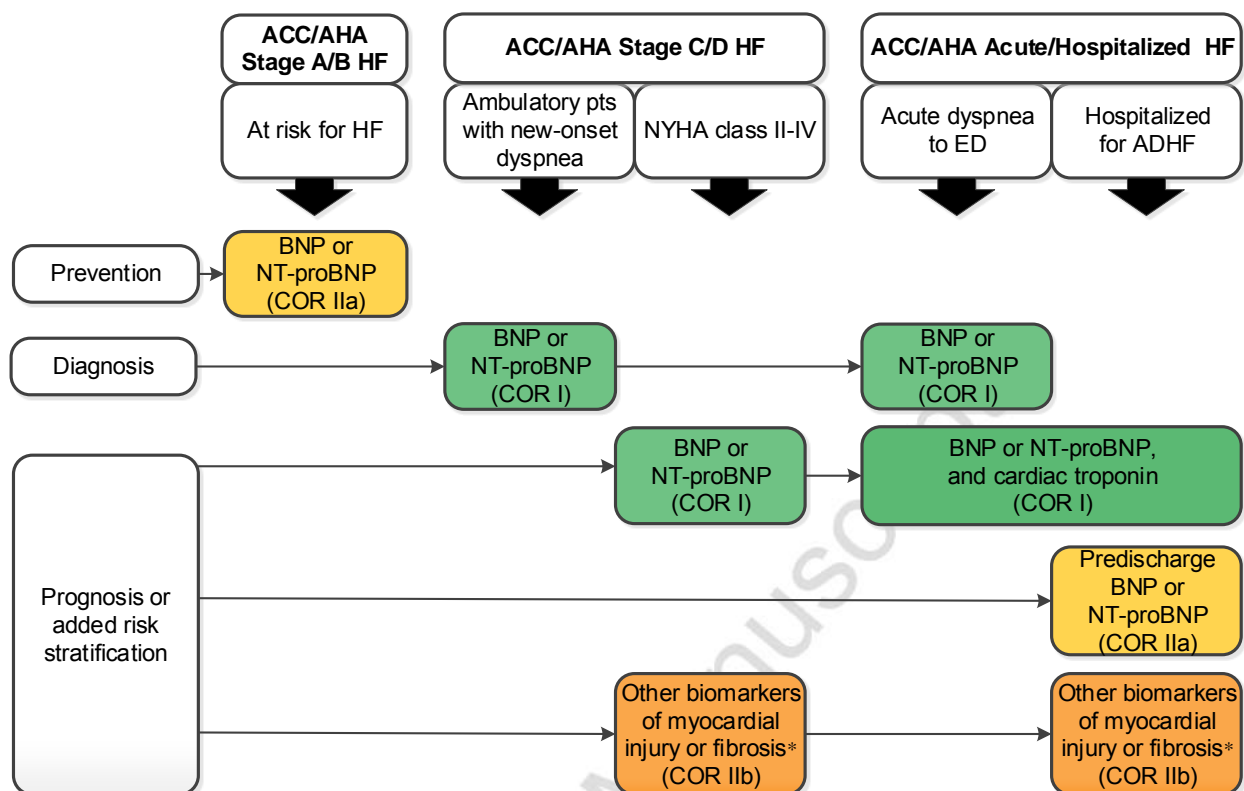 ACC/AHA
Stage A/B HF
ACC/AHA Stage C/D HF
ACC/AHA Acute/Hospitalized HF
At risk for HF
Ambulatory pts
with new-onset
dyspnea
NYHA class II-IV
Acute dyspnea
to ED
Hospitalized
for ADHF
Prevention
BNP or
NT-proBNP
(COR IIa)
Diagnosis
BNP or
NT-proBNP
(COR I)
BNP or
NT-proBNP
(COR I)
Prognosis or
added risk
stratification
BNP or
NT-proBNP
(COR I)
BNP or NT-proBNP,
and cardiac troponin
(COR I)
Predischarge
BNP or
NT-proBNP
(COR IIa)
Other biomarkers
of myocardial
injury or fibrosis*
(COR IIb)
Other biomarkers
of myocardial
injury or fibrosis*
(COR IIb)